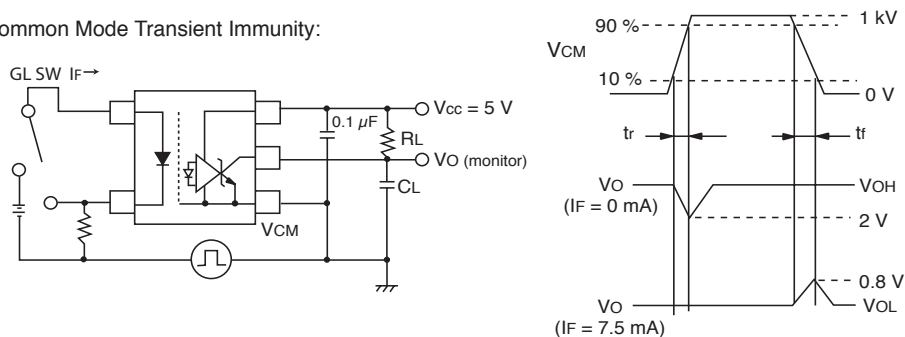 ommon Mode Transient Immunity:
GL SW IF→
VCC = 5 V
0.1 μF
RL
VO (monitor)
CL
VCM
1 kV
90 %
VCM
10 %
0 V
tr
tf
VO
(IF = 0 mA)
VOH
2 V
0.8 V
VO
VOL
(IF = 7.5 mA)